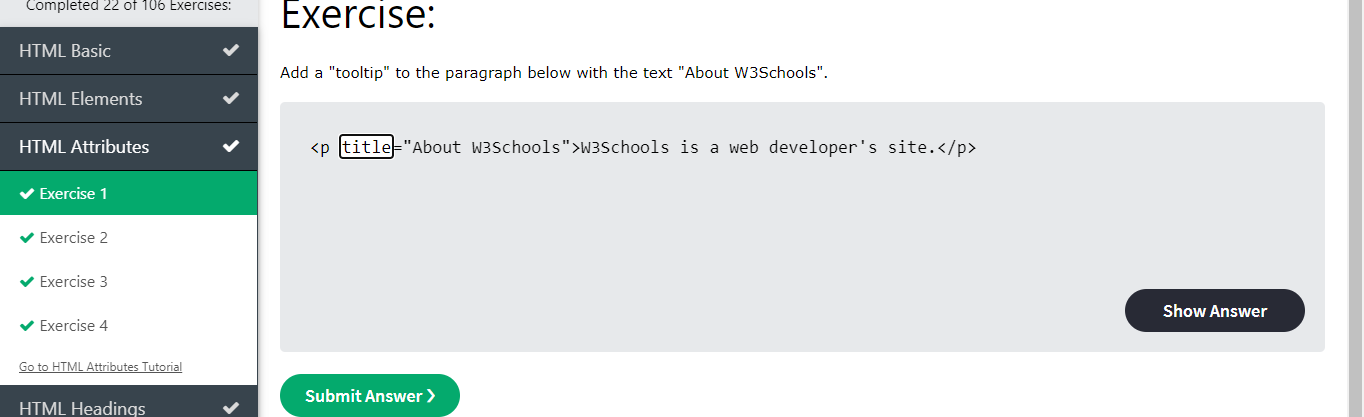 Completed 22 of 106 Exercises:
HTML Basic
HTML Elements
HTML Attributes
Exercise 1
Exercise 2
Exercise 3
Exercise 4
Go to HTML Attributes Tutorial
HTML Headings
Exercise:
Add a "tooltip" to the paragraph below with the text "About W3Schools".
<p title="About W3Schools">W3Schools is a web developer's site.</p>
Show Answer
Submit Answer ❯